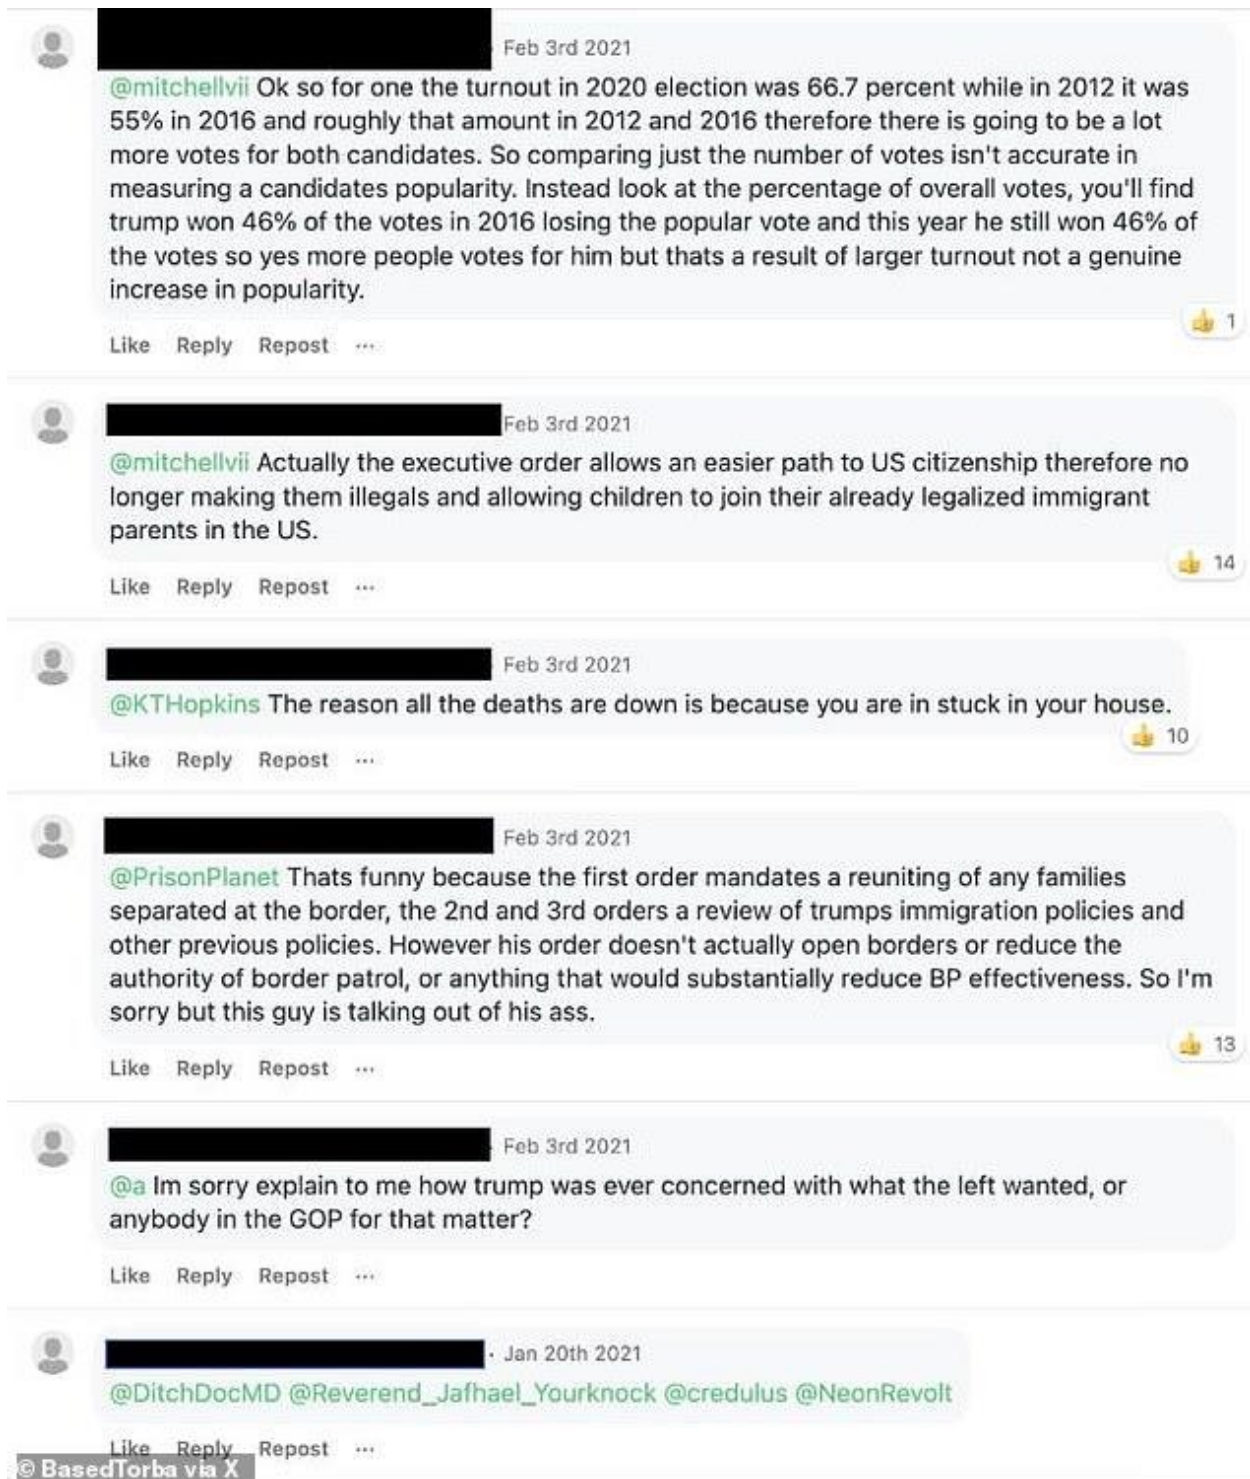 Feb 3rd 2021
@mitchellvii Ok so for one the turnout in 2020 election was 66.7 percent while in 2012 it was
55% in 2016 and roughly that amount in 2012 and 2016 therefore there is going to be a lot
more votes for both candidates. So comparing just the number of votes isn't accurate in
measuring a candidates popularity. Instead look at the percentage of overall votes, you'll find
trump won 46% of the votes in 2016 losing the popular vote and this year he still won 46% of
the votes so yes more people votes for him but thats a result of larger turnout not a genuine
increase in popularity.
1
Like Reply Repost ...
Feb 3rd 2021
@mitchellvii Actually the executive order allows an easier path to US citizenship therefore no
longer making them illegals and allowing children to join their already legalized immigrant
parents in the US.
14
Like Reply Repost ...
Feb 3rd 2021
@KTHopkins The reason all the deaths are down is because you are in stuck in your house.
10
Like Reply Repost ...
Feb 3rd 2021
@PrisonPlanet Thats funny because the first order mandates a reuniting of any families
separated at the border, the 2nd and 3rd orders a review of trumps immigration policies and
other previous policies. However his order doesn't actually open borders or reduce the
authority of border patrol, or anything that would substantially reduce BP effectiveness. So I'm
sorry but this guy is talking out of his ass.
13
Like Reply Repost ...
Feb 3rd 2021
@a Im sorry explain to me how trump was ever concerned with what the left wanted, or
anybody in the GOP for that matter?
Like Reply Repost ...
· Jan 20th 2021
@DitchDocMD @Reverend_Jafhael_Yourknock @credulus @NeonRevolt
Like Reply Repost ...
© BasedTorba via X